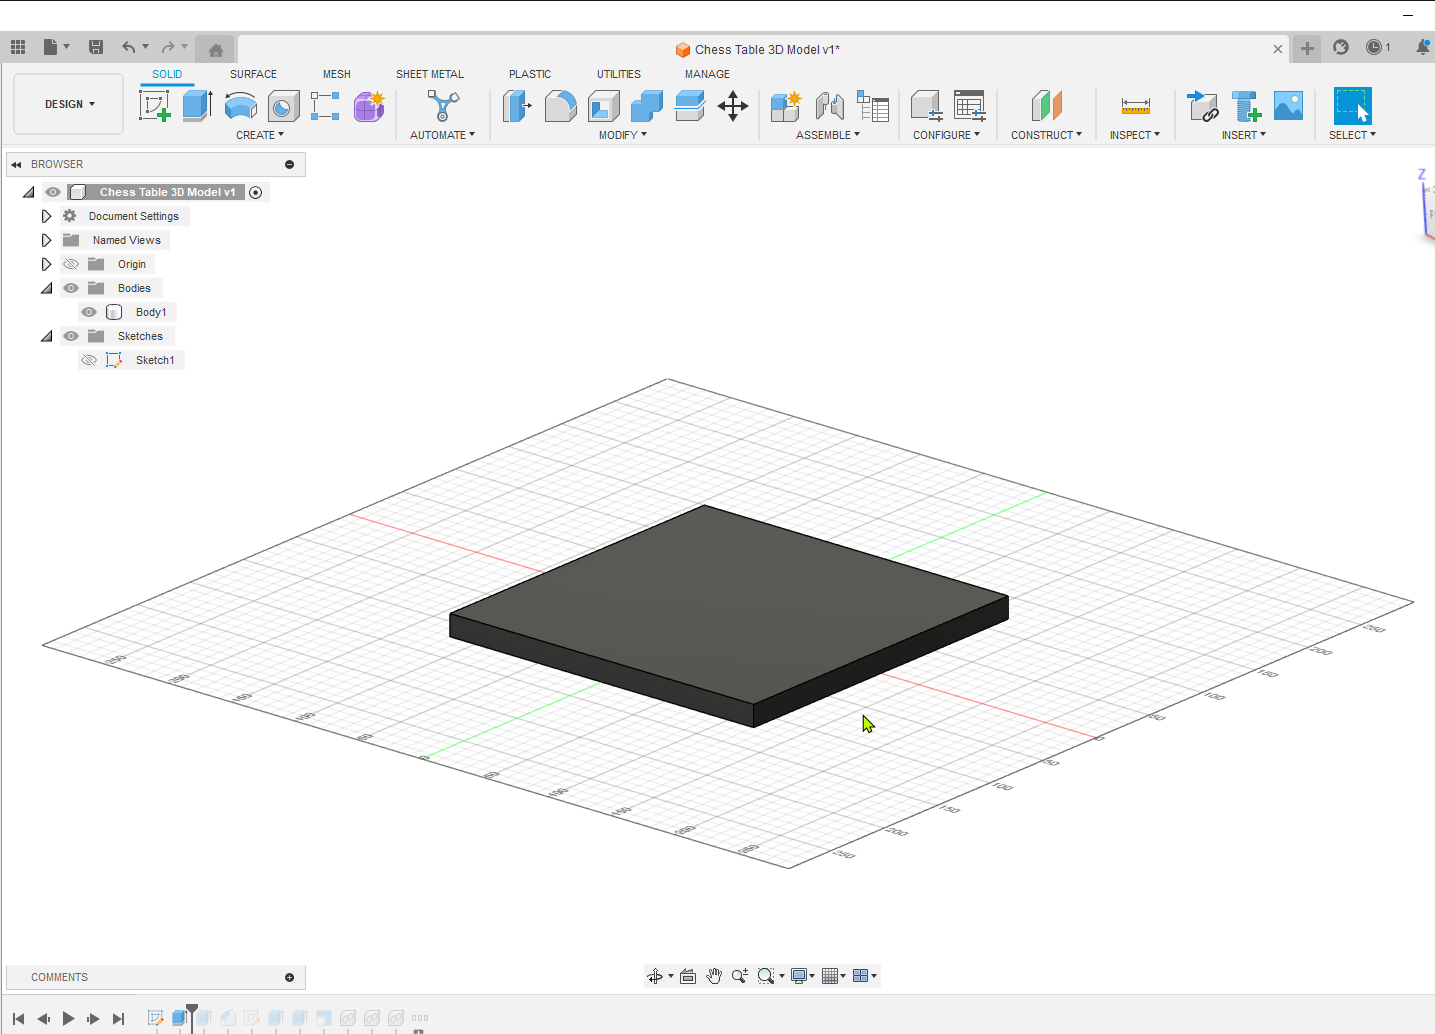 Chess Table 3D Model v1*
1
DESIGN
SOLID
SURFACE
MESH
SHEET METAL
PLASTIC
UTILITIES
MANAGE
CREATE
AUTOMATE
MODIFY
ASSEMBLE
CONFIGURE
CONSTRUCT
INSPECT
INSERT
SELECT
BROWSER
Chess Table 3D Model v1
Document Settings
Named Views
Origin
Bodies
Body1
Sketches
Sketch1
Z
250
200
150
100
50
0
50
100
150
200
250
250
200
150
100
50
0
50
100
150
200
250
COMMENTS